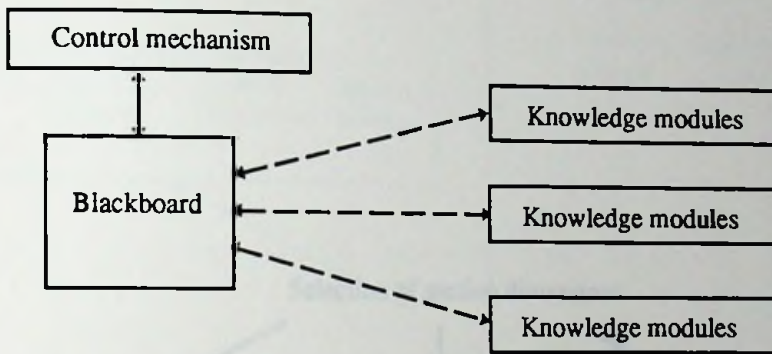 Control mechanism
Knowledge modules
Blackboard
Knowledge modules
Knowledge modules